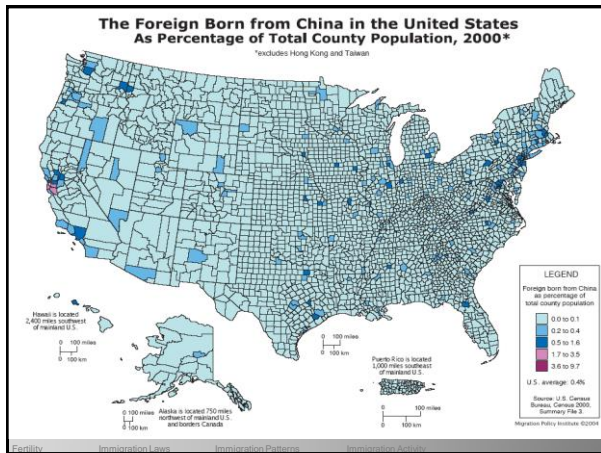 The Foreign Born from China in the United States
As Percentage of Total County Population, 2000*
*excludes Hong Kong and Taiwan
Hawaii is located
2,400 miles southwest
of mainland U.S.
0 100 miles
0 100 km
Alaska is located 750 miles
northwest of mainland U.S.
and borders Canada
0 100 miles
0 100 km
0 100 miles
0 100 km
Puerto Rico is located
1,000 miles southeast
of mainland U.S.
0 100 miles
0 100 km
LEGEND
Foreign born from China
as percentage of
total county population
0.0 to 0.1
0.2 to 0.4
0.5 to 1.6
1.7 to 3.5
3.6 to 9.7
U.S. average: 0.4%
Source: U.S. Census
Bureau, Census 2000,
Summary File 3.
Migration Policy Institute ©2004
Fertility Immigration Laws Immigration Patterns Immigration Activity